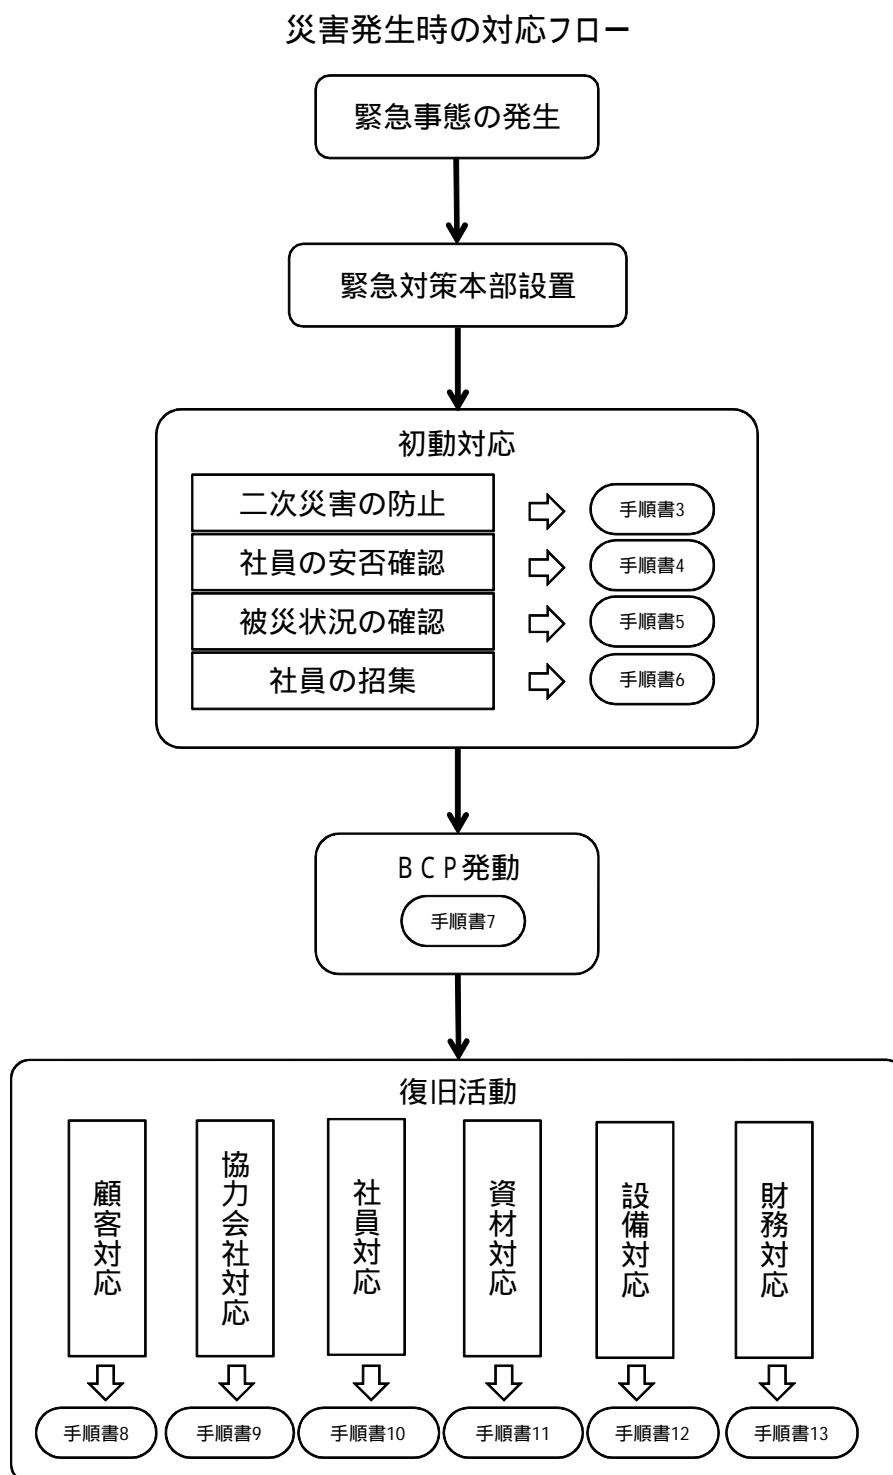 災害発生時の対応フロー
緊急事態の発生
緊急対策本部設置
初動対応
二次災害の防止
手順書3
社員の安否確認
手順書4
被災状況の確認
手順書5
社員の招集
手順書6
BCP発動
手順書7
復旧活動
顧客対応
協力会社対応
社員対応
資材対応
設備対応
財務対応
手順書8
手順書9
手順書10
手順書11
手順書12
手順書13